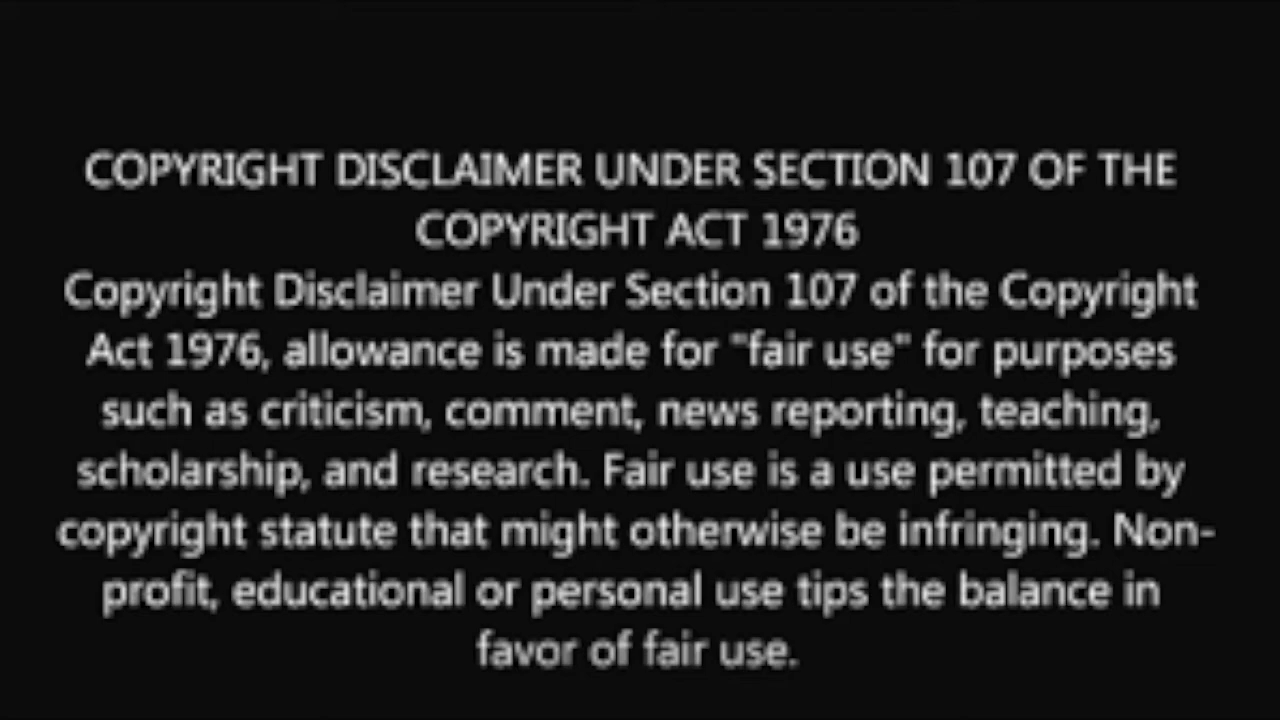 COPYRIGHT DISCLAIMER UNDER SECTION 107 OF THE
COPYRIGHT ACT 1976
Copyright Disclaimer Under Section 107 of the Copyright
Act 1976, allowance is made for "fair use" for purposes
such as criticism, comment, news reporting, teaching,
scholarship, and research. Fair use is a use permitted by
copyright statute that might otherwise be infringing. Non-
profit, educational or personal use tips the balance in
favor of fair use.